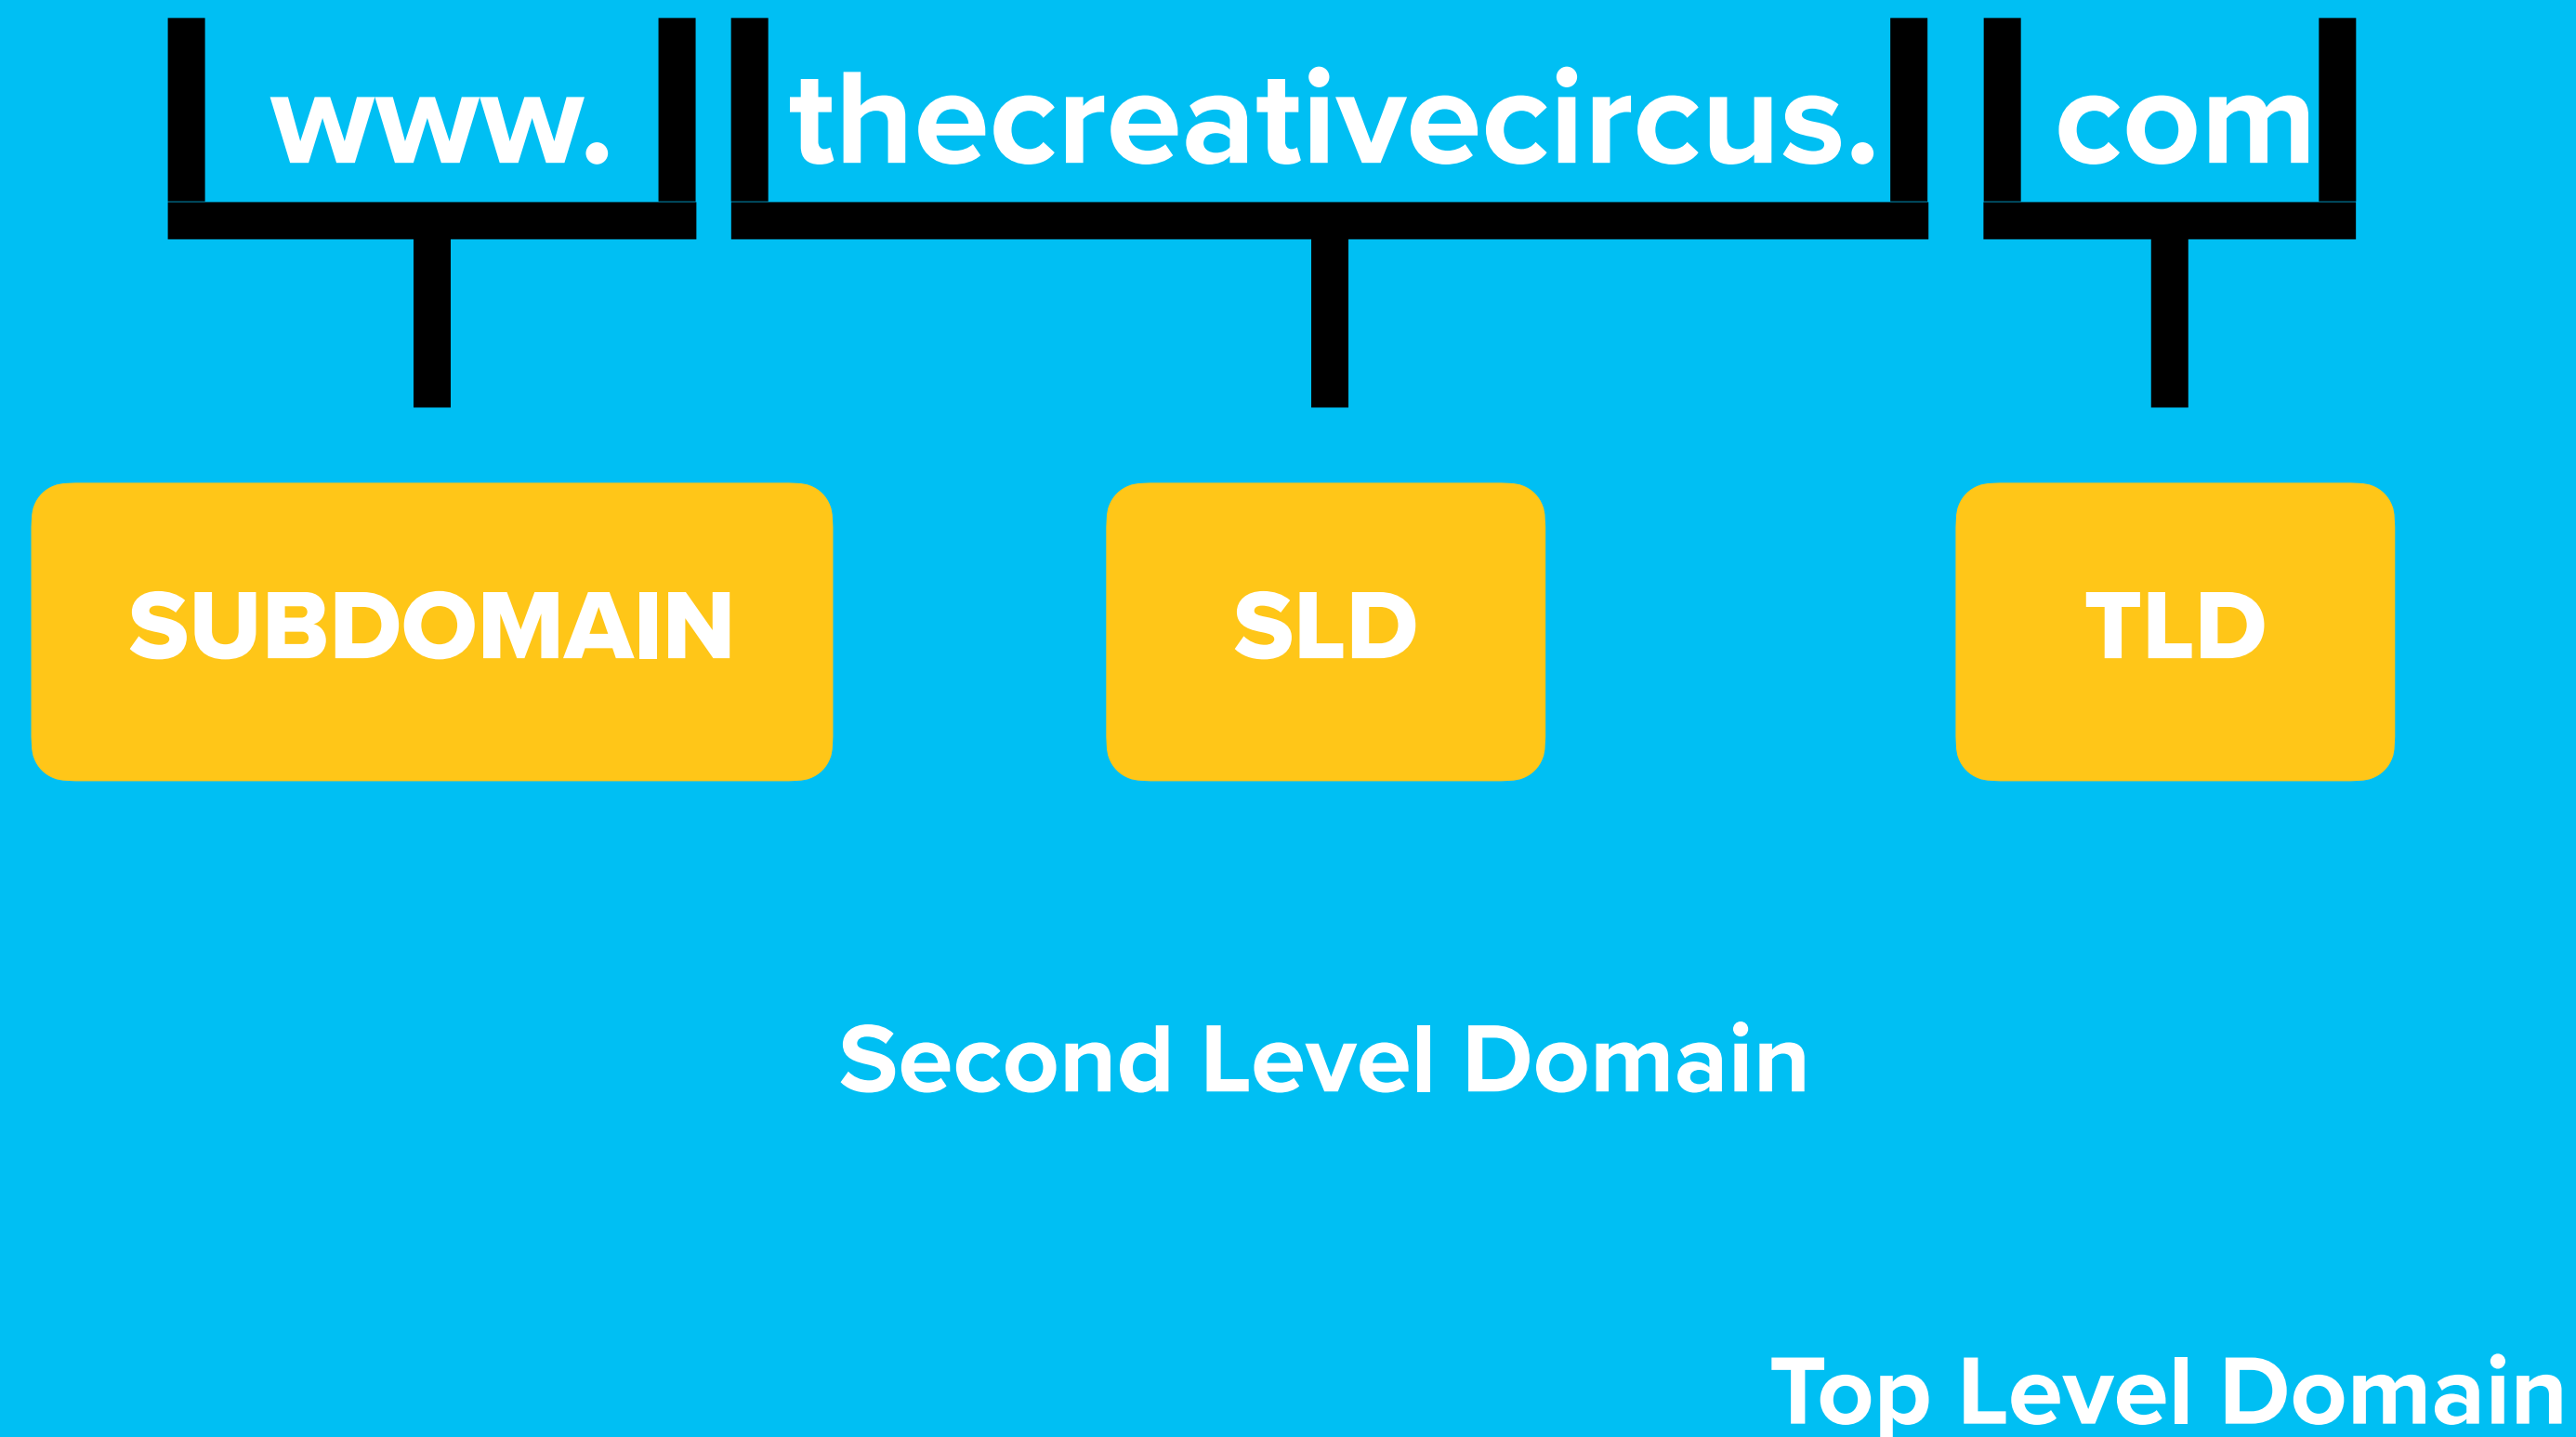 www. thecreativecircus. com
SUBDOMAIN SLD TLD
Second Level Domain
Top Level Domain